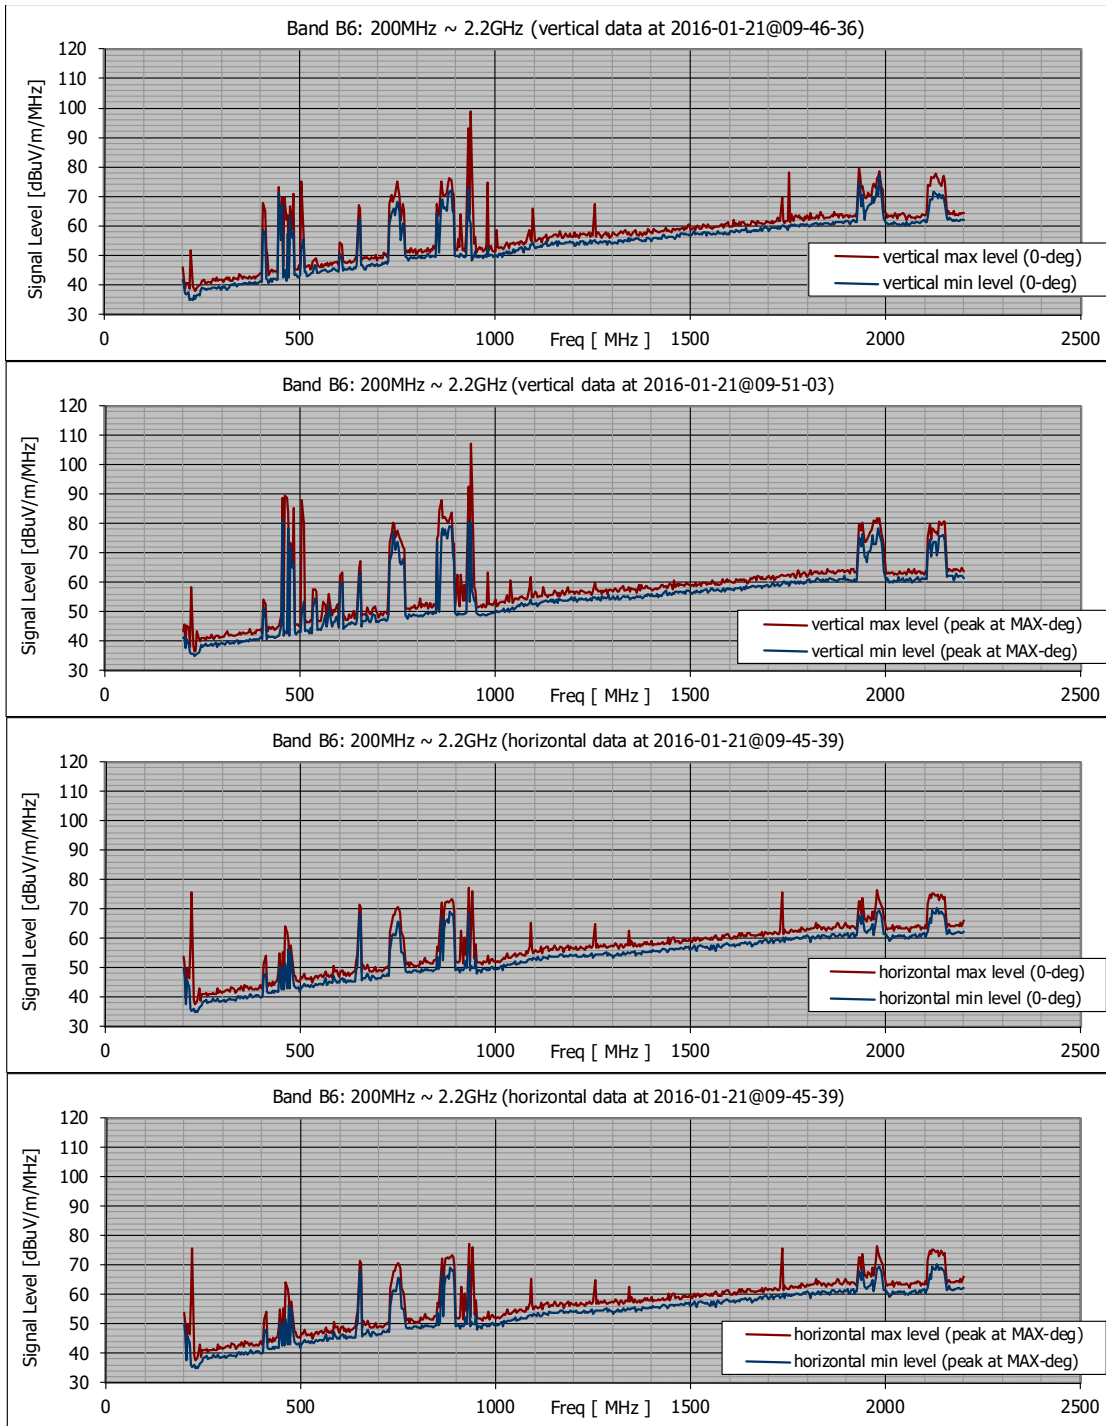 Band B6: 200MHz ~ 2.2GHz (vertical data at 2016-01-21@09-46-36)
120
110
100
90
80
70
60
50
40
30
Signal Level [dBuV/m/MHz]
vertical max level (0-deg)
vertical min level (0-deg)
0 500 1000 1500 2000 2500
Freq [ MHz ]
Band B6: 200MHz ~ 2.2GHz (vertical data at 2016-01-21@09-51-03)
120
110
100
90
80
70
60
50
40
30
Signal Level [dBuV/m/MHz]
vertical max level (peak at MAX-deg)
vertical min level (peak at MAX-deg)
0 500 1000 1500 2000 2500
Freq [ MHz ]
Band B6: 200MHz ~ 2.2GHz (horizontal data at 2016-01-21@09-45-39)
120
110
100
90
80
70
60
50
40
30
Signal Level [dBuV/m/MHz]
horizontal max level (0-deg)
horizontal min level (0-deg)
0 500 1000 1500 2000 2500
Freq [ MHz ]
Band B6: 200MHz ~ 2.2GHz (horizontal data at 2016-01-21@09-45-39)
120
110
100
90
80
70
60
50
40
30
Signal Level [dBuV/m/MHz]
horizontal max level (peak at MAX-deg)
horizontal min level (peak at MAX-deg)
0 500 1000 1500 2000 2500
Freq [ MHz ]